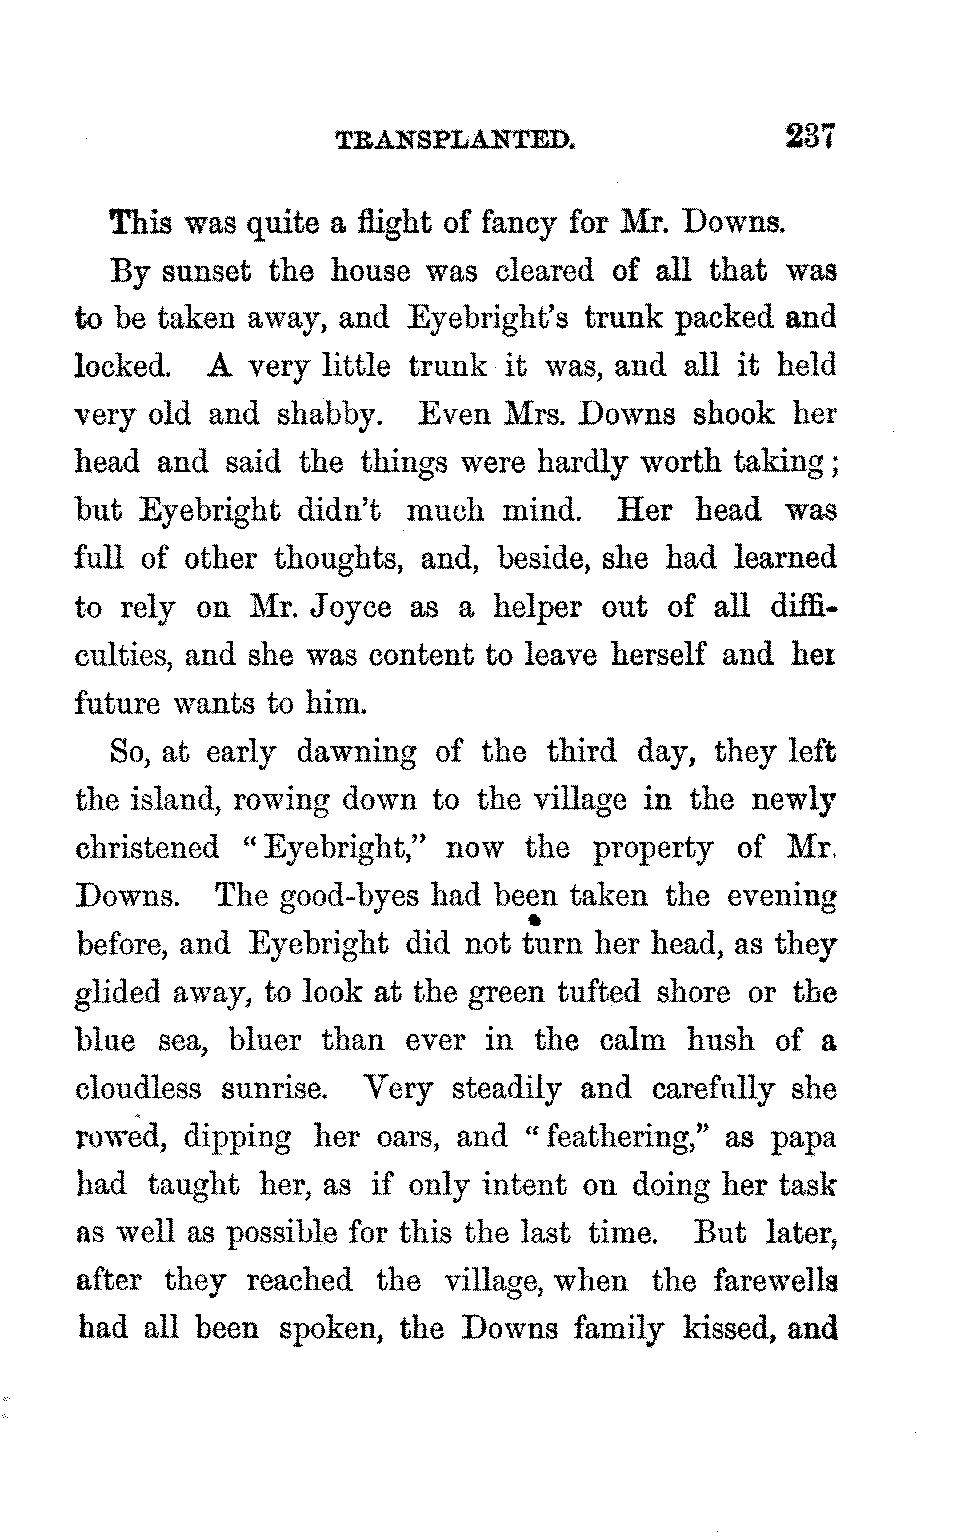 TRANSPLANTED. 237
This was quite a flight of fancy for Mr. Downs.
By sunset the house was cleared of all that was
to be taken away, and Eyebright's trunk packed and
locked. A very little trunk it was, and all it held
very old and shabby. Even Mrs. Downs shook her
head and said the things were hardly worth taking;
but Eyebright didn't much mind. Her head was
full of other thoughts, and, beside, she had learned
to rely on Mr. Joyce as a helper out of all diffi-
culties, and she was content to leave herself and her
future wants to him.
So, at early dawning of the third day, they left
the island, rowing down to the village in the newly
christened "Eyebright," now the property of Mr.
Downs. The good-byes had been taken the evening
before, and Eyebright did not turn her head, as they
glided away, to look at the green tufted shore or the
blue sea, bluer than ever in the calm hush of a
cloudless sunrise. Very steadily and carefully she
rowed, dipping her oars, and "feathering," as papa
had taught her, as if only intent on doing her task
as well as possible for this the last time. But later,
after they reached the village, when the farewells
had all been spoken, the Downs family kissed, and